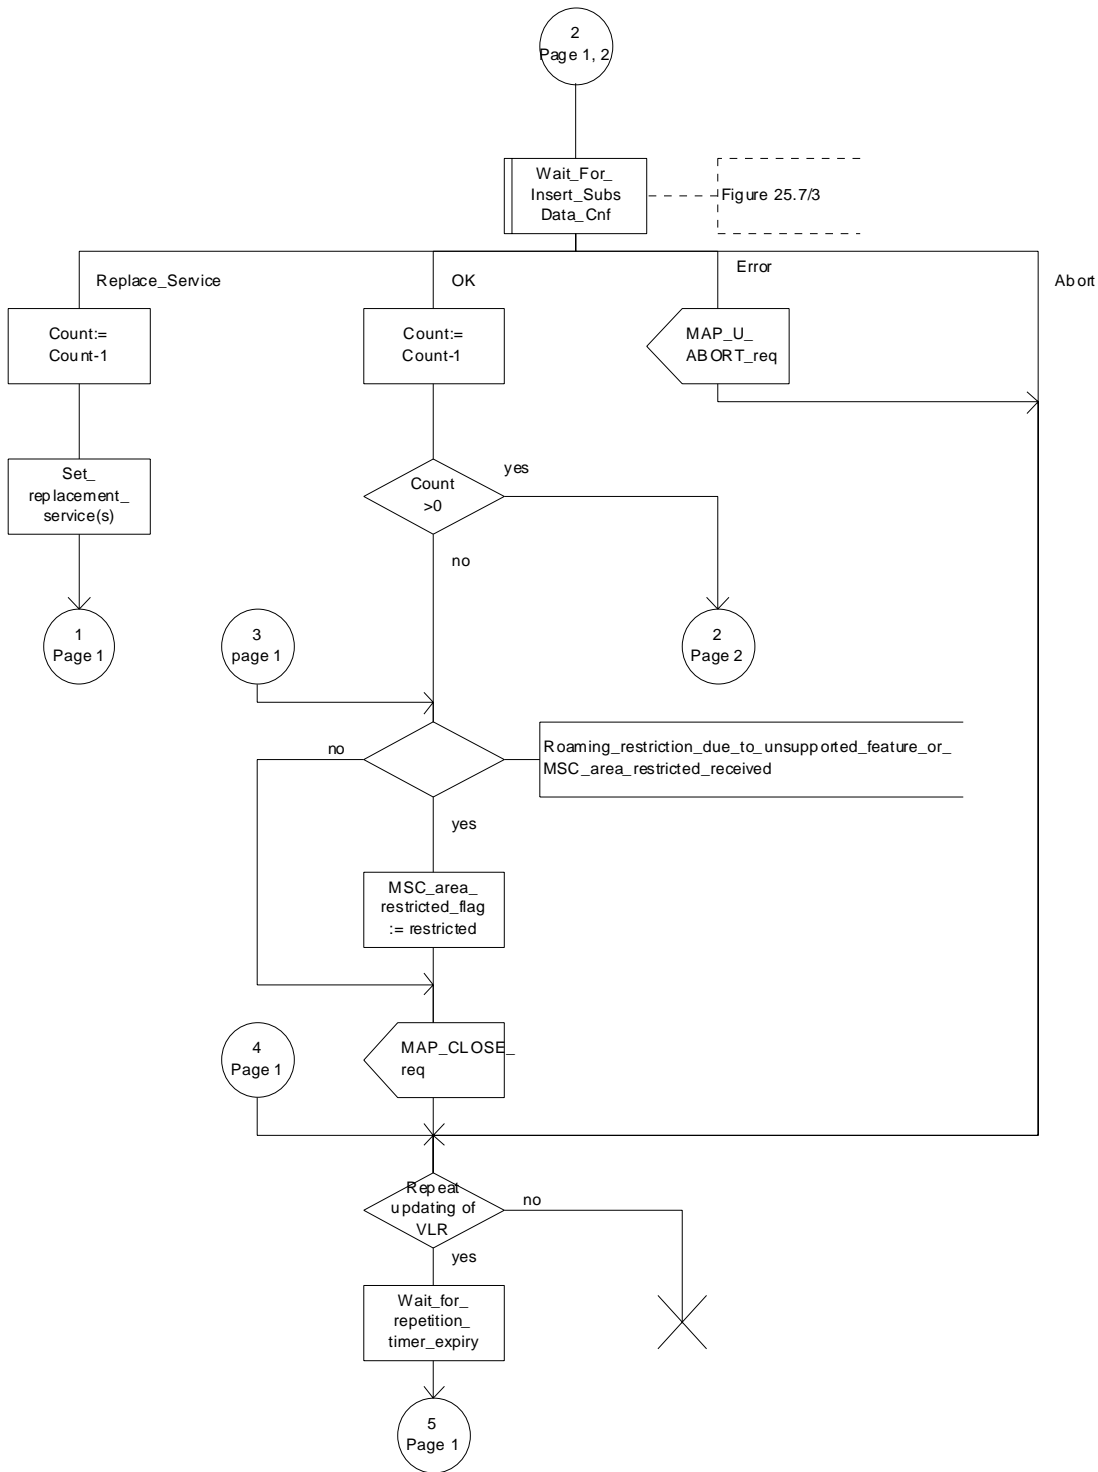 2
Page 1, 2
Wait_For_
Insert_Subs
Data_Cnf
Figure 25.7/3
Replace_Service
OK
Error
Abort
Count:=
Count-1
Count:=
Count-1
MAP_U_
ABORT_req
Set_
replacement_
service(s)
Count
>0
yes
no
1
Page 1
3
page 1
2
Page 2
no
Roaming_restriction_due_to_unsupported_feature_or_
MSC_area_restricted_received
yes
MSC_area_
restricted_flag
:= restricted
4
Page 1
MAP_CLOSE_
req
Repeat
updating of
VLR
no
yes
Wait_for_
repetition_
timer_expiry
5
Page 1